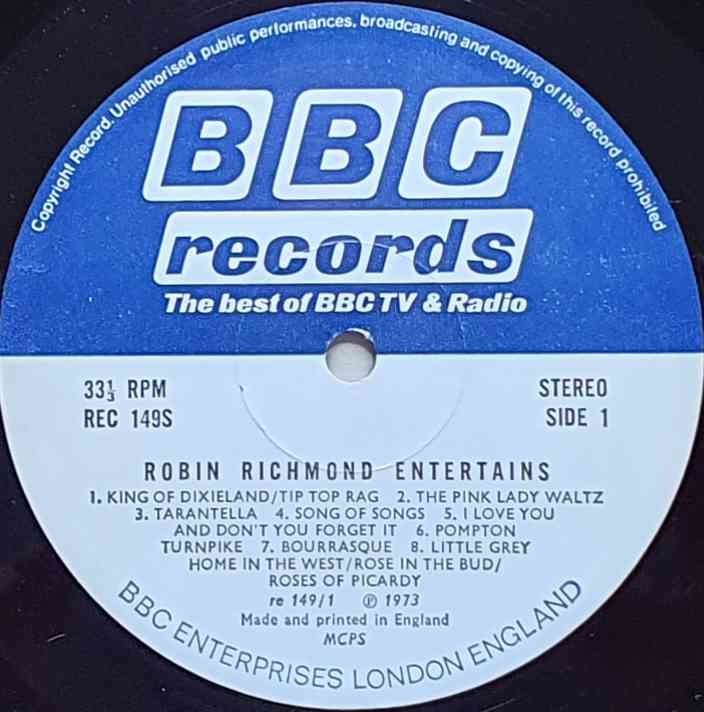 Copyright Record. Unauthorised public performances, broadcasting and copying of this record prohibited
BBC
records
The best of BBC TV & Radio
33⅓ RPM
STEREO
REC 149S
SIDE 1
ROBIN RICHMOND ENTERTAINS
1. KING OF DIXIELAND/TIP TOP RAG 2. THE PINK LADY WALTZ
3. TARANTELLA 4. SONG OF SONGS 5. I LOVE YOU
AND DON'T YOU FORGET IT 6. POMPTON
TURNPIKE 7. BOURRASQUE 8. LITTLE GREY
HOME IN THE WEST/ROSE IN THE BUD/
ROSES OF PICARDY
re 149/1 ℗ 1973
Made and printed in England
MCPS
BBC ENTERPRISES LONDON ENGLAND